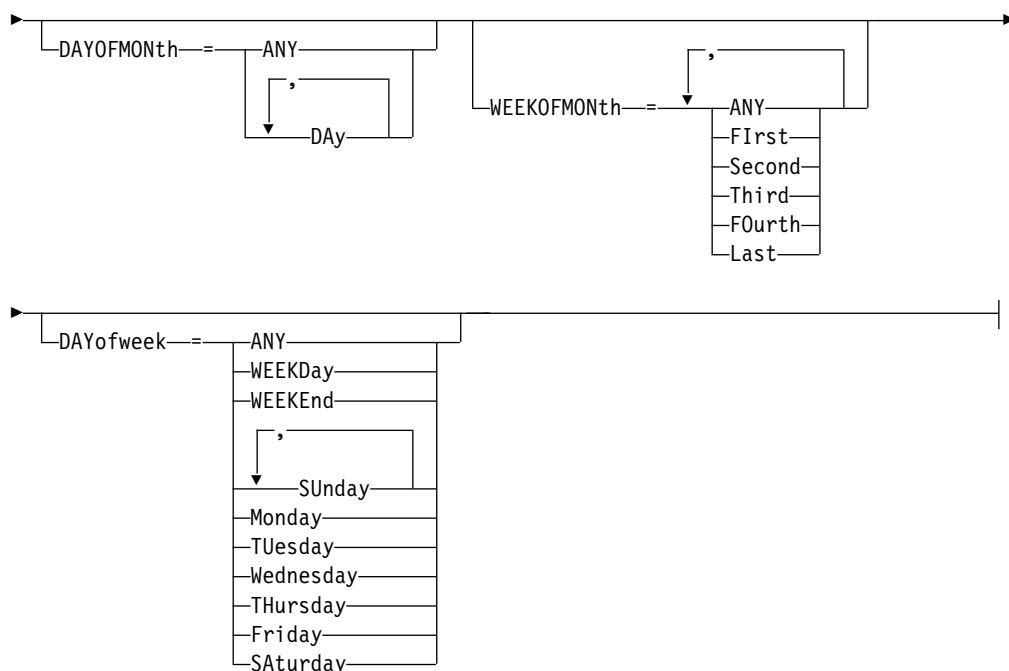 DAYOFMONth = ANY
,
DAy
WEEKOFMONth = ANY
,
FIrst
Second
Third
FOurth
Last
DAYofweek = ANY
WEEKDay
WEEKEnd
,
SUnday
Monday
TUesday
Wednesday
THursday
Friday
SAturday